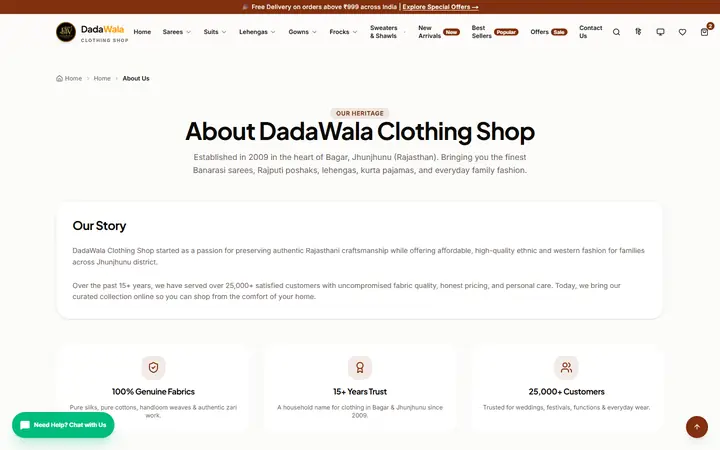 🎉 Free Delivery on orders above ₹999 across India | Explore Special Offers →
DadaWala
CLOTHING SHOP
Home
Sarees
Suits
Lehengas
Gowns
Frocks
Sweaters
& Shawls
New
Arrivals New
Best
Sellers Popular
Offers Sale
Contact
Us
हि
2
Home > Home > About Us
OUR HERITAGE
About DadaWala Clothing Shop
Established in 2009 in the heart of Bagar, Jhunjhunu (Rajasthan). Bringing you the finest
Banarasi sarees, Rajputi poshaks, lehengas, kurta pajamas, and everyday family fashion.
Our Story
DadaWala Clothing Shop started as a passion for preserving authentic Rajasthani craftsmanship while offering affordable, high-quality ethnic and western fashion for families
across Jhunjhunu district.
Over the past 15+ years, we have served over 25,000+ satisfied customers with uncompromised fabric quality, honest pricing, and personal care. Today, we bring our
curated collection online so you can shop from the comfort of your home.
100% Genuine Fabrics
Pure silks, pure cottons, handloom weaves & authentic zari
work.
15+ Years Trust
A household name for clothing in Bagar & Jhunjhunu since
2009.
25,000+ Customers
Trusted for weddings, festivals, functions & everyday wear.
Need Help? Chat with Us